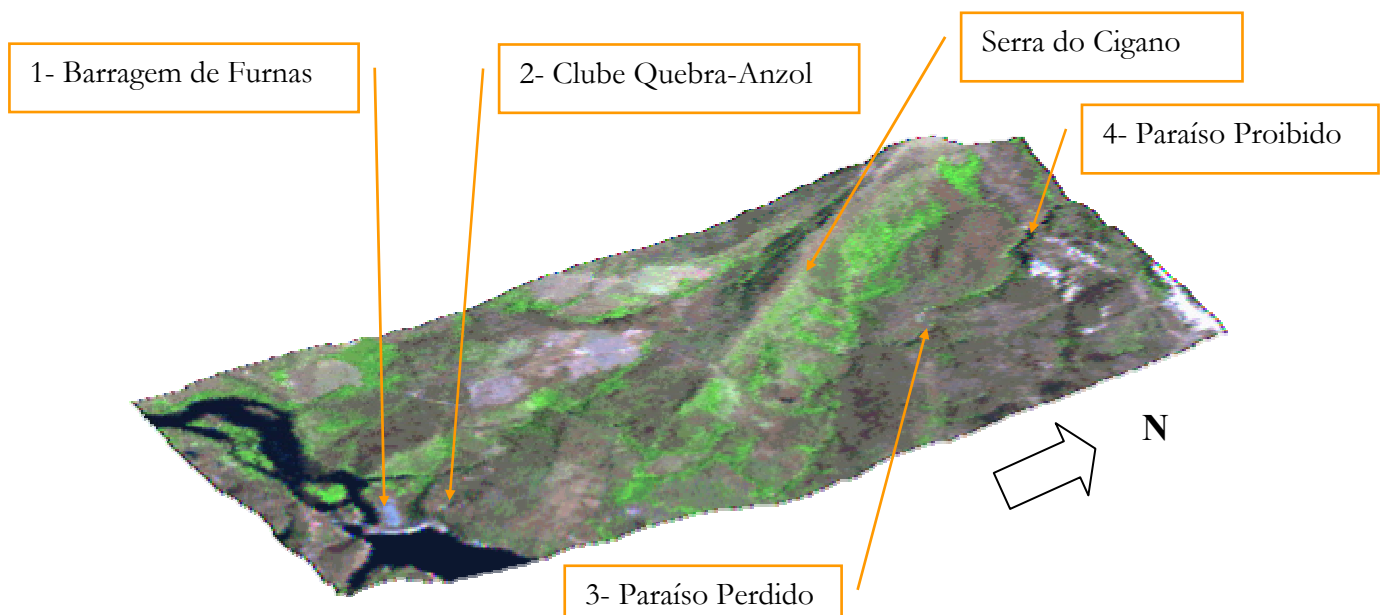 1- Barragem de Furnas
2- Clube Quebra-Anzol
Serra do Cigano
4- Paraíso Proibido
N
3- Paraíso Perdido